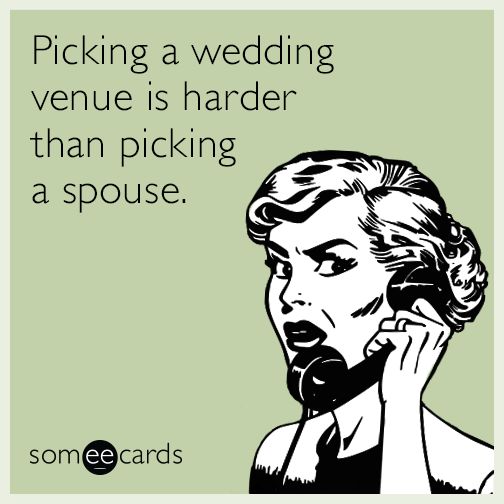 Picking a wedding
venue is harder
than picking
a spouse.
someecards